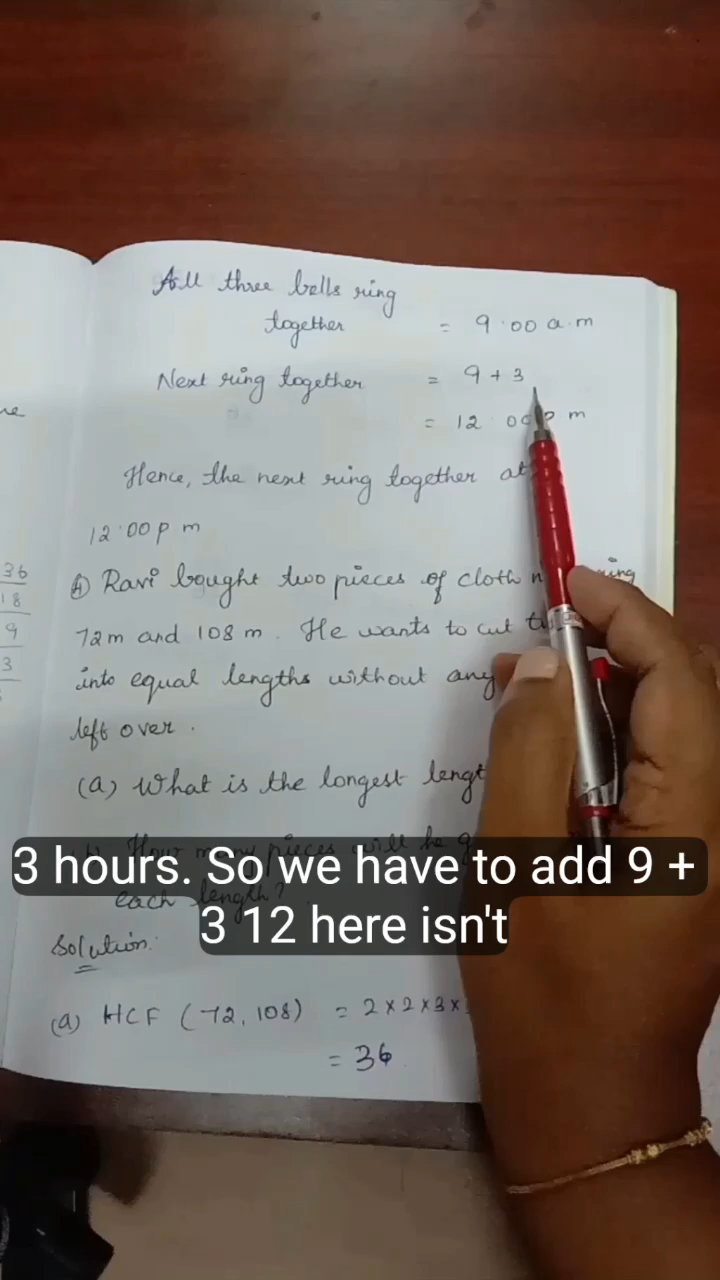 All three bells ring
together = 9.00 a.m
Next ring together = 9 + 3
= 12 00 p m
Hence, the next ring together at
12.00 p m
4) Ravi bought two pieces of cloth
72m and 108 m. He wants to cut
into equal lengths without any
left over.
(a) What is the longest
3 hours. So we have to add 9 +
each length?
3 12 here isn't
Solution:
(a) HCF (72, 108) = 2 x 2 x 3 x
= 36
36
18
9
3